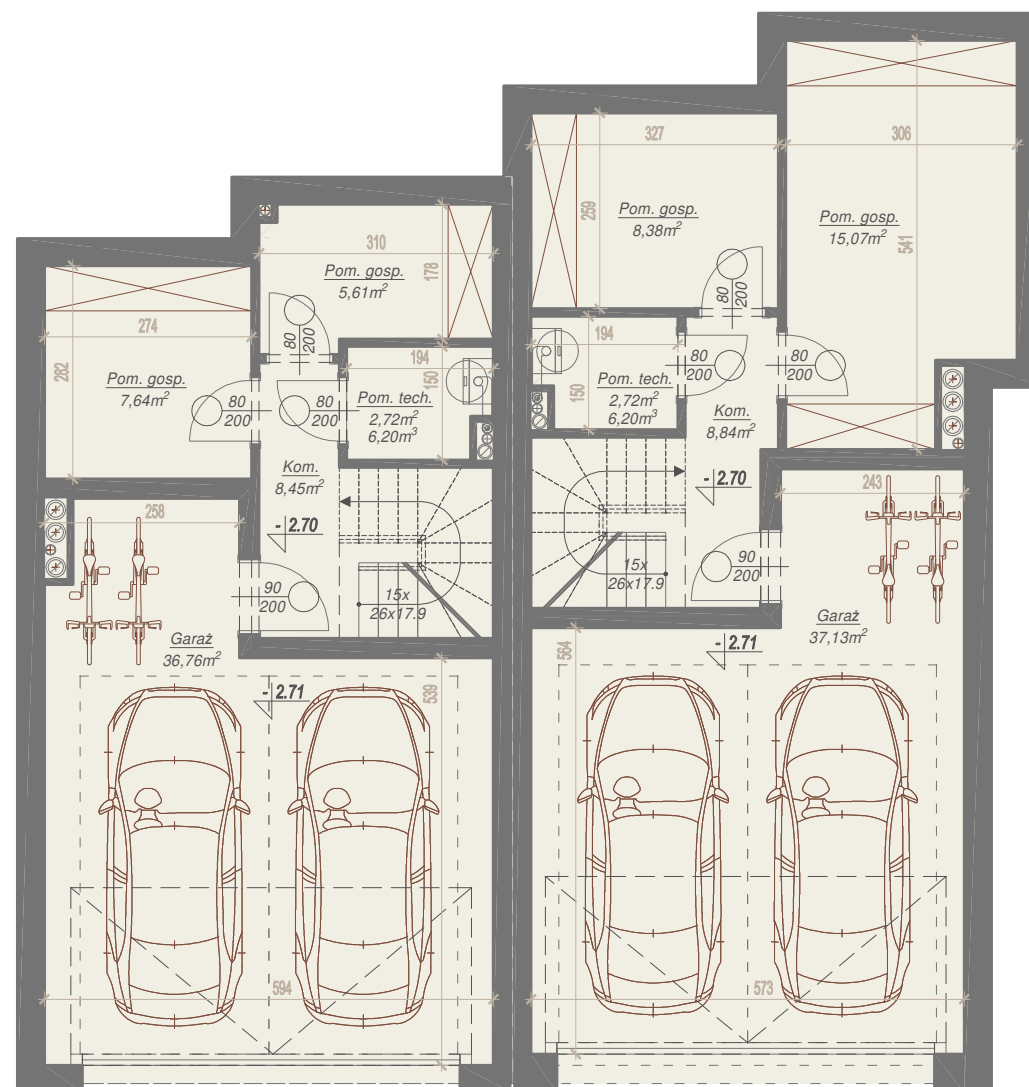 327
306
259
Pom. gosp.
8,38m²
Pom. gosp.
15,07m²
541
310
Pom. gosp.
5,61m²
178
80
200
80
200
274
282
Pom. gosp.
7,64m²
80
200
80
200
194
150
Pom. tech.
2,72m²
6,20m³
194
150
Pom. tech.
2,72m²
6,20m³
80
200
80
200
Kom.
8,84m²
Kom.
8,45m²
- 2.70
- 2.70
258
243
90
200
15x
26x17.9
15x
26x17.9
90
200
Garaż
36,76m²
Garaż
37,13m²
- 2.71
- 2.71
539
564
594
573